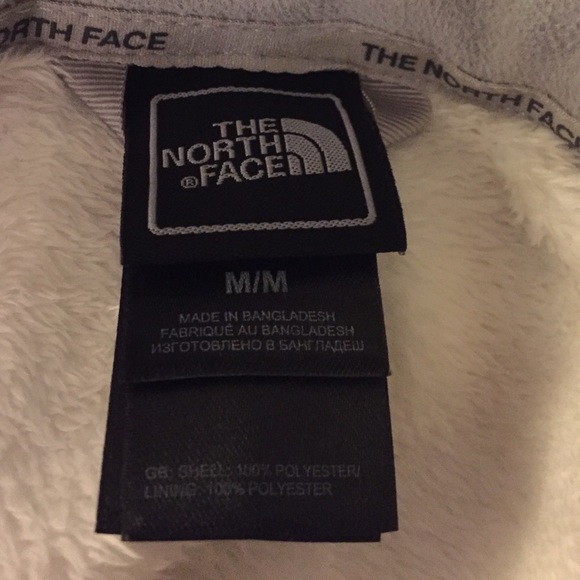 ORTH FACE
THE NORTH FACE
THE
NORTH
®FACE
M/M
MADE IN BANGLADESH
FABRIQUÉ AU BANGLADESH
ИЗГОТОВЛЕНО В БАНГЛАДЕШ
GB: SHELL: 100% POLYESTER/
LINING: 100% POLYESTER